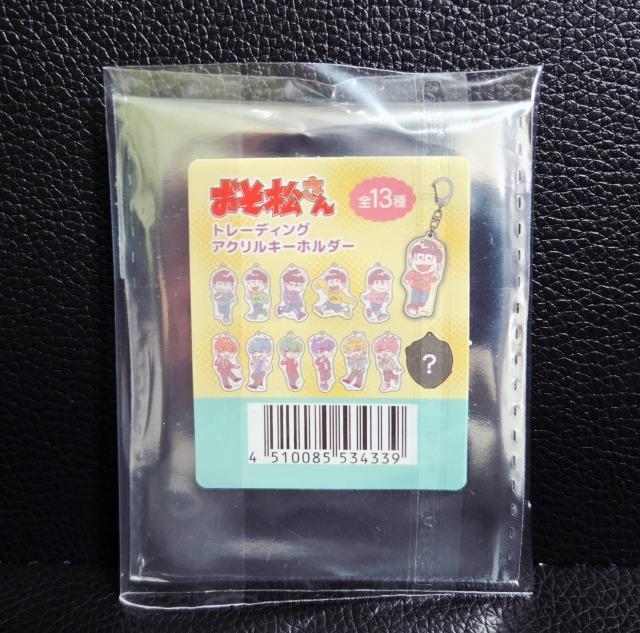 おそ松さん
全13種
トレーディング
アクリルキーホルダー
?
4 510085 534339